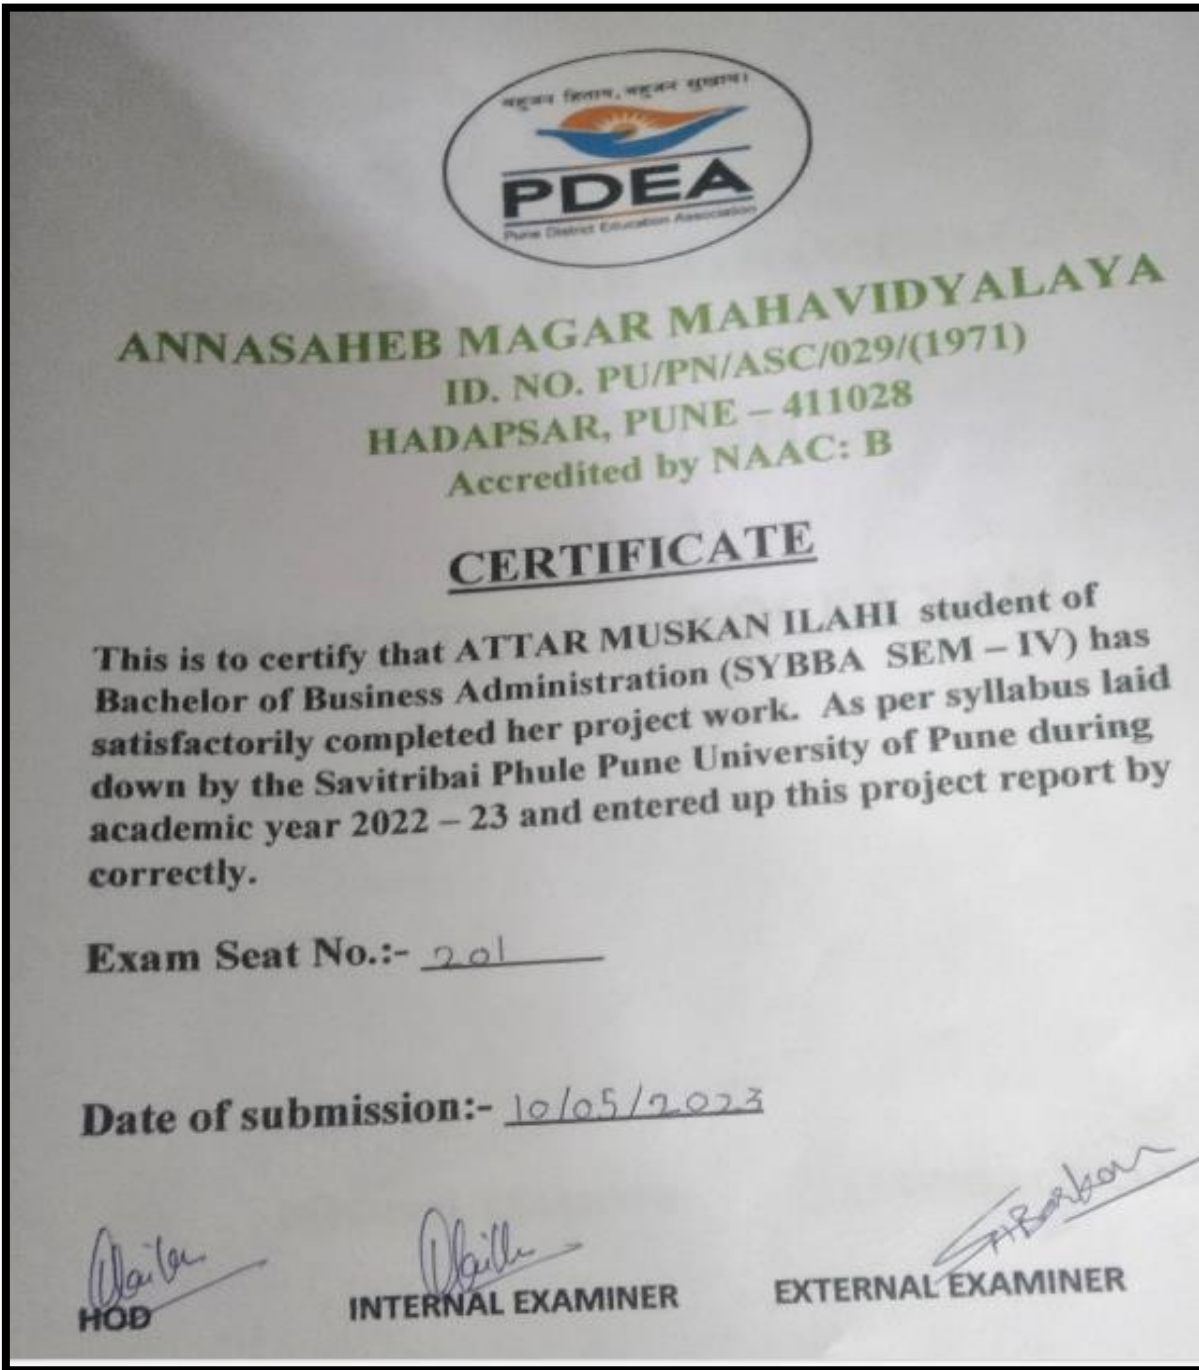 बहुजन हिताय, बहुजन सुखाय।
PDEA
Pune District Education Association
ANNASAHEB MAGAR MAHAVIDYALAYA
ID. NO. PU/PN/ASC/029/(1971)
HADAPSAR, PUNE – 411028
Accredited by NAAC: B
CERTIFICATE
This is to certify that ATTAR MUSKAN ILAHI student of
Bachelor of Business Administration (SYBBA SEM – IV) has
satisfactorily completed her project work. As per syllabus laid
down by the Savitribai Phule Pune University of Pune during
academic year 2022 – 23 and entered up this project report by
correctly.
Exam Seat No.:- 201
Date of submission:- 10/05/2023
HOD
INTERNAL EXAMINER
EXTERNAL EXAMINER